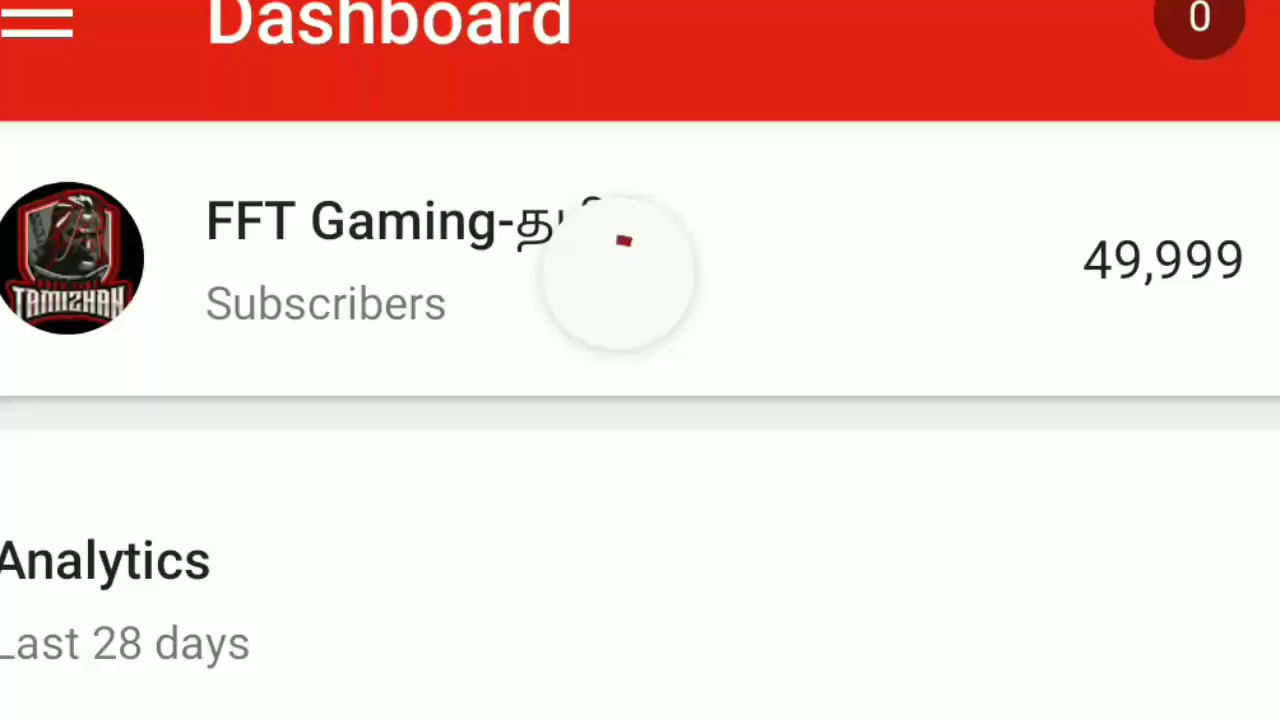 Dashboard
0
FFT Gaming-த
49,999
Subscribers
TAMIZHAN
Analytics
Last 28 days